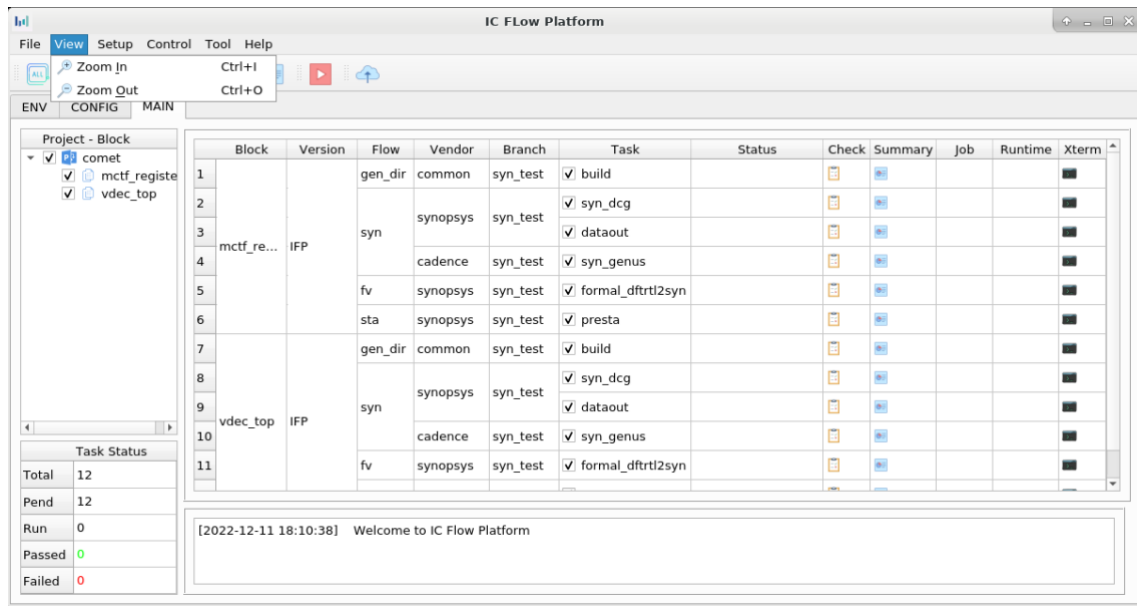 IC FLow Platform
File View Setup Control Tool Help
ALL
Zoom In Ctrl+I
Zoom Out Ctrl+O
ENV CONFIG MAIN
Project - Block
comet
mctf_registe
vdec_top
Block Version Flow Vendor Branch Task Status Check Summary Job Runtime Xterm
1 gen_dir common syn_test build
2 syn_dcg
synopsys syn_test
3 syn dataout
mctf_re... IFP
4 cadence syn_test syn_genus
5 fv synopsys syn_test formal_dftrtl2syn
6 sta synopsys syn_test presta
7 gen_dir common syn_test build
8 syn_dcg
synopsys syn_test
9 syn dataout
vdec_top IFP
10 cadence syn_test syn_genus
11 fv synopsys syn_test formal_dftrtl2syn
Task Status
Total 12
Pend 12
Run 0
Passed 0
Failed 0
[2022-12-11 18:10:38] Welcome to IC Flow Platform